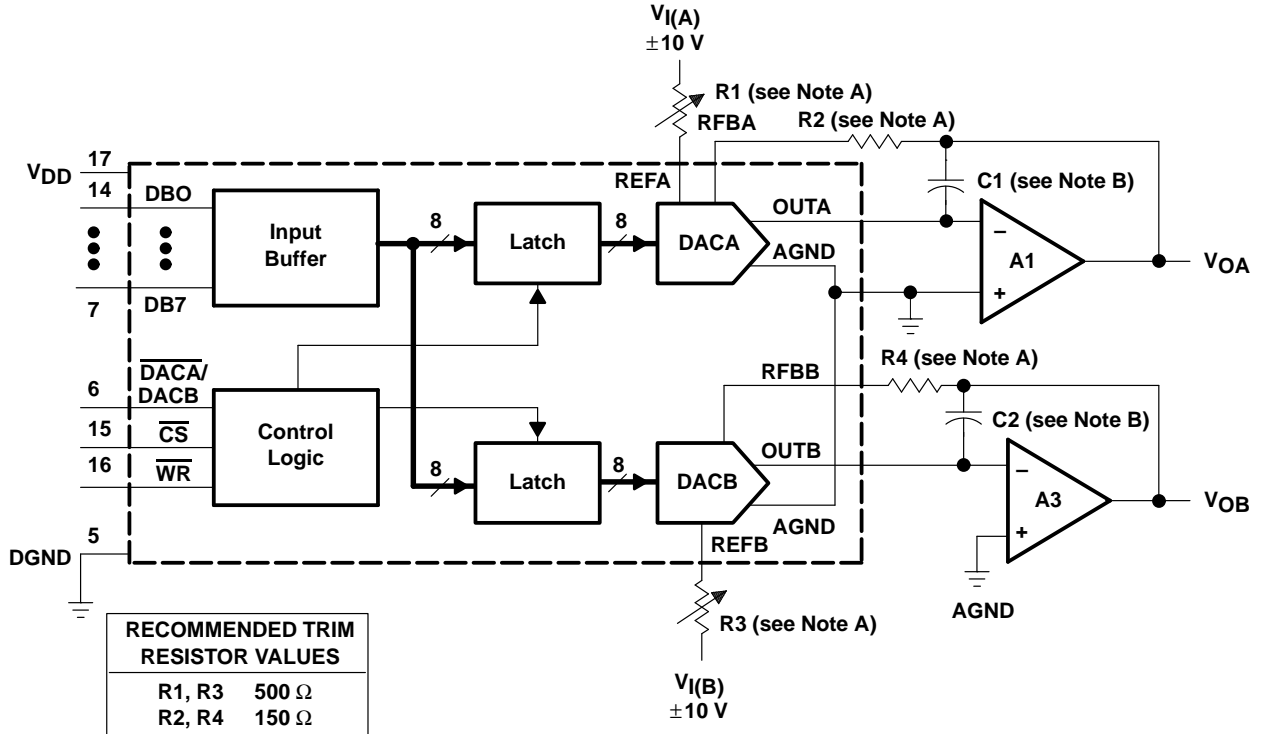 VI(A)
±10 V
R1 (see Note A)
RFBA
R2 (see Note A)
17
VDD
14
DBO
REFA
C1 (see Note B)
OUTA
Input
Buffer
8
Latch
8
DACA
AGND
−
A1
+
VOA
7
DB7
DACA/
DACB
6
15
CS
16
WR
Control
Logic
RFBB
R4 (see Note A)
C2 (see Note B)
OUTB
8
Latch
8
DACB
AGND
−
A3
+
VOB
5
DGND
REFB
AGND
R3 (see Note A)
VI(B)
±10 V
RECOMMENDED TRIM
RESISTOR VALUES
R1, R3 500 Ω
R2, R4 150 Ω